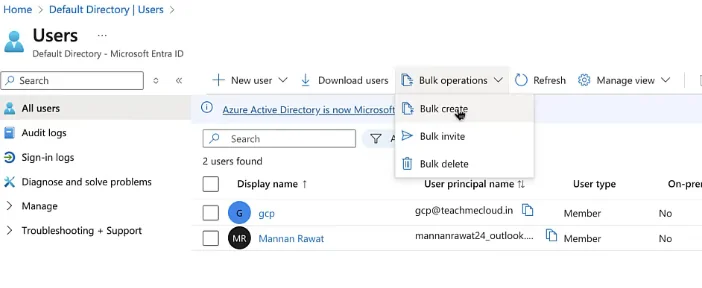 Home > Default Directory | Users >
Users ...
Default Directory - Microsoft Entra ID
Search
All users
Audit logs
Sign-in logs
Diagnose and solve problems
Manage
Troubleshooting + Support
New user Download users Bulk operations Refresh Manage view
Azure Active Directory is now Microsoft
Bulk create
Bulk invite
Bulk delete
Search
2 users found
Display name ↑ User principal name ↑↓ User type On-prem
G gcp gcp@teachmecloud.in Member No
MR Mannan Rawat mannanrawat24_outlook.... Member No